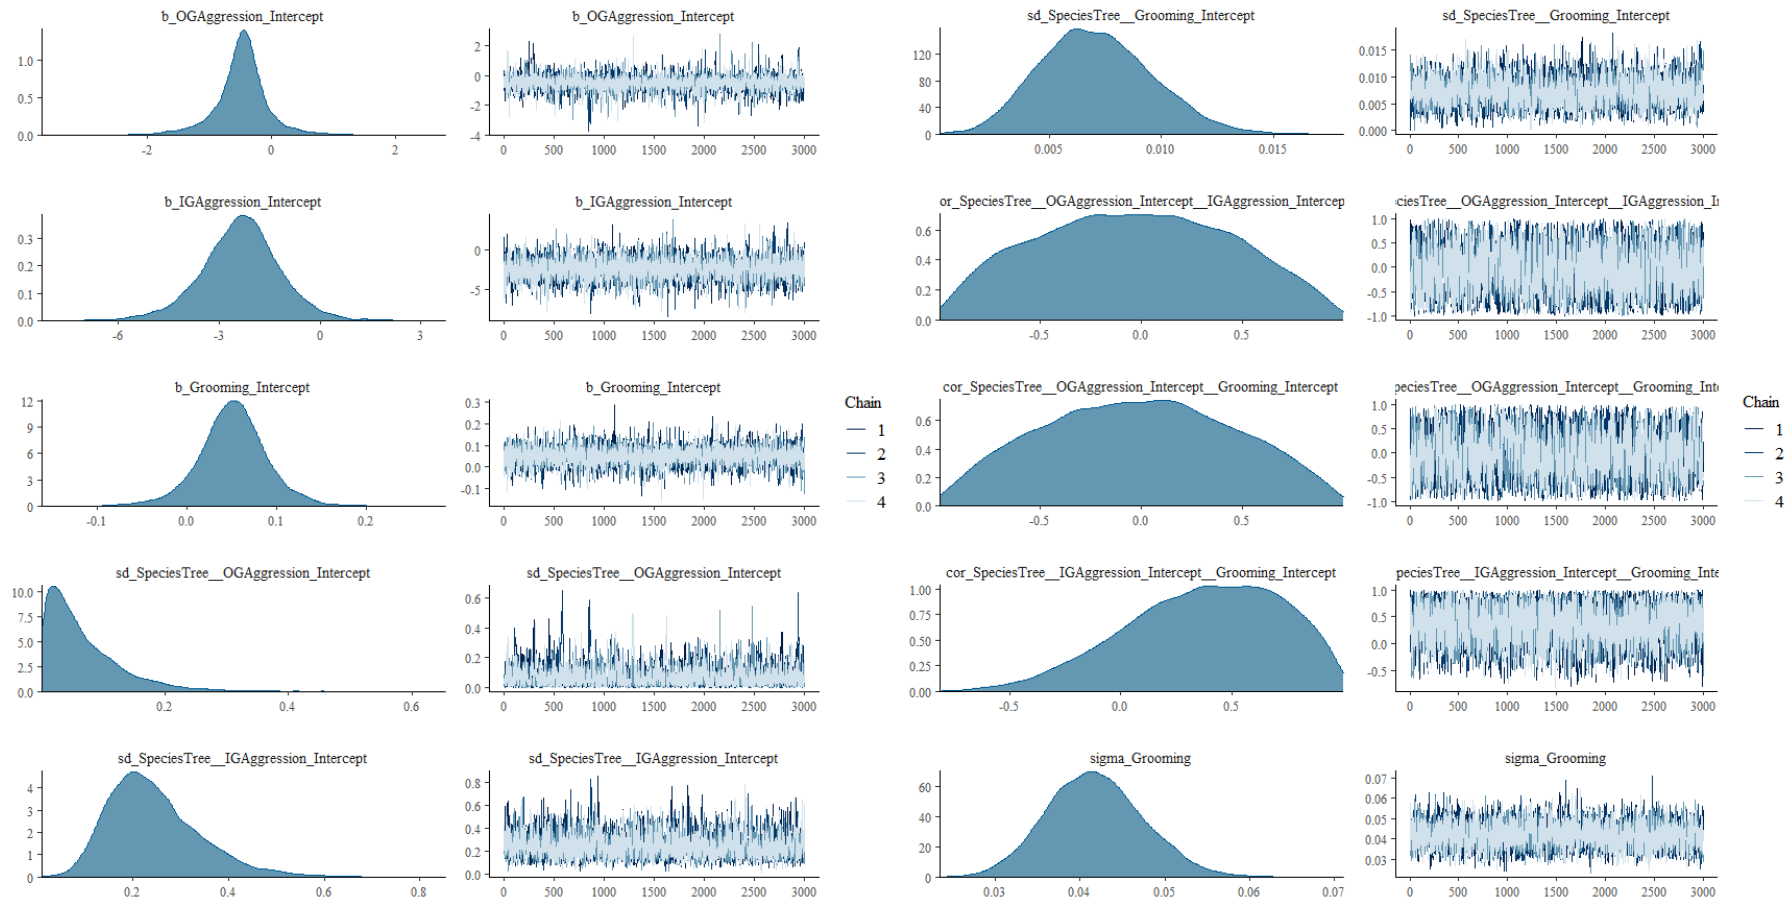 b_OGAggression_Intercept
1.0
0.5
0.0
-2 0 2
b_OGAggression_Intercept
2
0
-2
-4
0 500 1000 1500 2000 2500 3000
b_IGAggression_Intercept
0.3
0.2
0.1
0.0
-6 -3 0 3
b_IGAggression_Intercept
0
-5
0 500 1000 1500 2000 2500 3000
b_Grooming_Intercept
12
9
6
3
0
-0.1 0.0 0.1 0.2
b_Grooming_Intercept
0.3
0.2
0.1
0.0
-0.1
0 500 1000 1500 2000 2500 3000
sd_SpeciesTree__OGAggression_Intercept
10.0
7.5
5.0
2.5
0.0
0.2 0.4 0.6
sd_SpeciesTree__OGAggression_Intercept
0.6
0.4
0.2
0.0
0 500 1000 1500 2000 2500 3000
sd_SpeciesTree__IGAggression_Intercept
4
3
2
1
0
0.2 0.4 0.6 0.8
sd_SpeciesTree__IGAggression_Intercept
0.8
0.6
0.4
0.2
0.0
0 500 1000 1500 2000 2500 3000
Chain
1
2
3
4
sd_SpeciesTree__Grooming_Intercept
120
80
40
0
0.005 0.010 0.015
sd_SpeciesTree__Grooming_Intercept
0.015
0.010
0.005
0.000
0 500 1000 1500 2000 2500 3000
or_SpeciesTree__OGAggression_Intercept__IGAggression_Intercep
0.6
0.4
0.2
0.0
-0.5 0.0 0.5
ciesTree__OGAggression_Intercept__IGAggression_I
1.0
0.5
0.0
-0.5
-1.0
0 500 1000 1500 2000 2500 3000
cor_SpeciesTree__OGAggression_Intercept__Grooming_Intercept
0.6
0.4
0.2
0.0
-0.5 0.0 0.5
peciesTree__OGAggression_Intercept__Grooming_Inte
1.0
0.5
0.0
-0.5
-1.0
0 500 1000 1500 2000 2500 3000
cor_SpeciesTree__IGAggression_Intercept__Grooming_Intercept
1.00
0.75
0.50
0.25
0.00
-0.5 0.0 0.5
peciesTree__IGAggression_Intercept__Grooming_Inte
1.0
0.5
0.0
-0.5
0 500 1000 1500 2000 2500 3000
sigma_Grooming
60
40
20
0
0.03 0.04 0.05 0.06 0.07
sigma_Grooming
0.07
0.06
0.05
0.04
0.03
0 500 1000 1500 2000 2500 3000
Chain
1
2
3
4